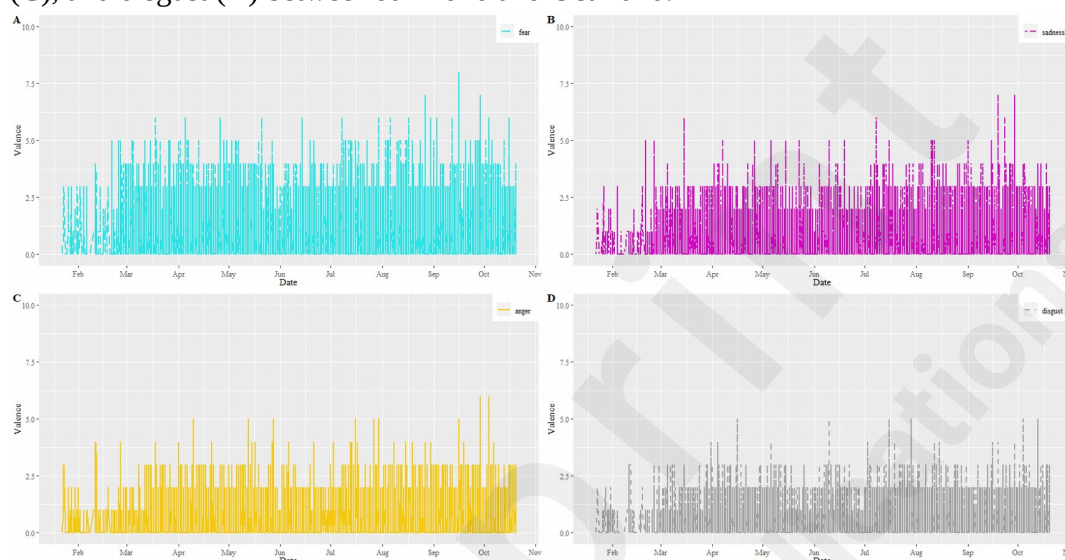 A
B
fear
sadness
Valence
10.0
7.5
5.0
2.5
0.0
Feb Mar Apr May Jun Jul Aug Sep Oct Nov
Date
Valence
10.0
7.5
5.0
2.5
0.0
Feb Mar Apr May Jun Jul Aug Sep Oct
Date
C
D
anger
disgust
Valence
10.0
7.5
5.0
2.5
0.0
Feb Mar Apr May Jun Jul Aug Sep Oct Nov
Date
Valence
10.0
7.5
5.0
2.5
0.0
Feb Mar Apr May Jun Jul Aug Sep Oct
Date